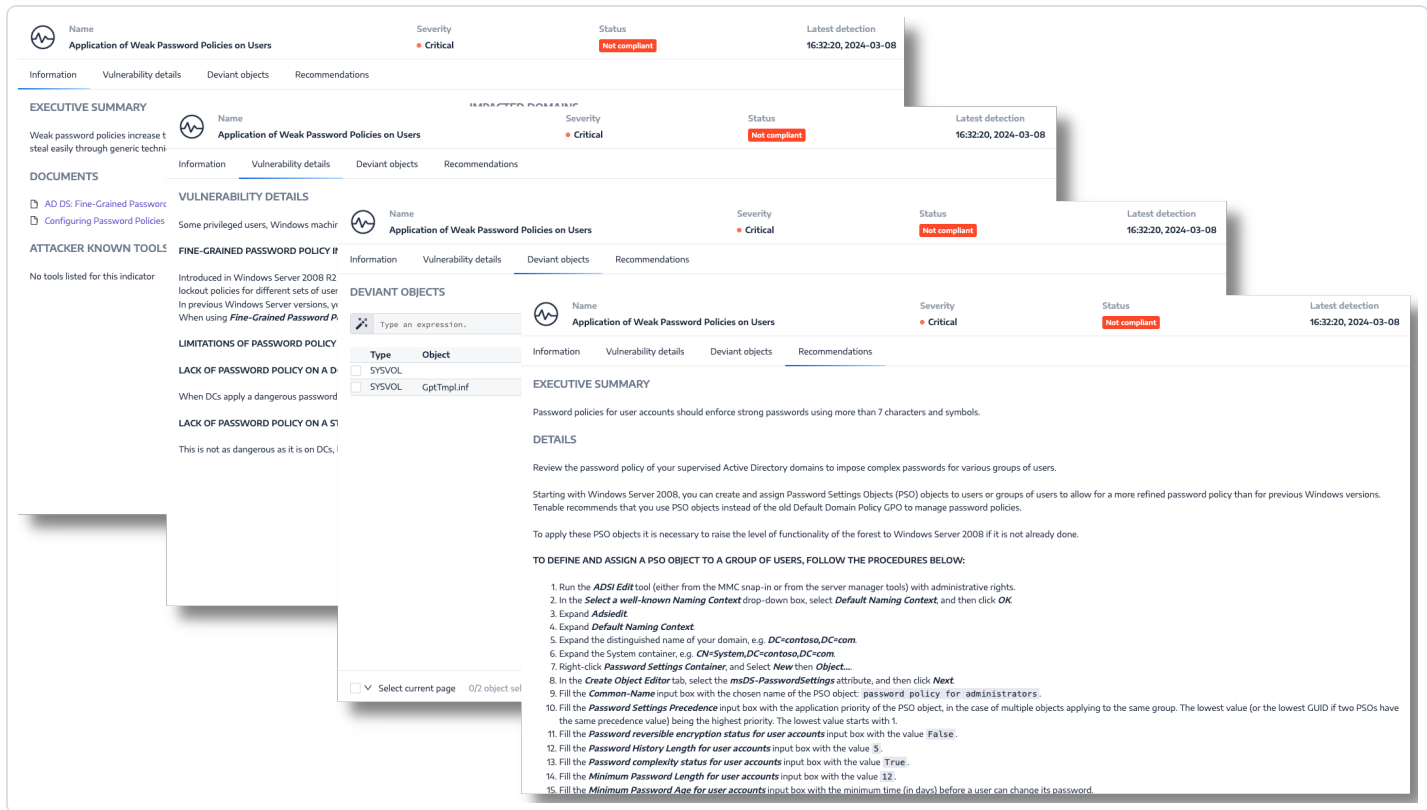 Name
Severity
Status
Latest detection
Application of Weak Password Policies on Users
Critical
Not compliant
16:32:20, 2024-03-08
Information
Vulnerability details
Deviant objects
Recommendations
EXECUTIVE SUMMARY
IMPACTED DOMAINS
Weak password policies increase t
steal easily through generic techni
DOCUMENTS
AD DS: Fine-Grained Password
Configuring Password Policies
ATTACKER KNOWN TOOLS
No tools listed for this indicator
Name
Severity
Status
Latest detection
Application of Weak Password Policies on Users
Critical
Not compliant
16:32:20, 2024-03-08
Information
Vulnerability details
Deviant objects
Recommendations
VULNERABILITY DETAILS
Some privileged users, Windows machin
FINE-GRAINED PASSWORD POLICY I
Introduced in Windows Server 2008 R2
lockout policies for different sets of user
In previous Windows Server versions, y
When using Fine-Grained Password P
LIMITATIONS OF PASSWORD POLICY
LACK OF PASSWORD POLICY ON A D
When DCs apply a dangerous password
LACK OF PASSWORD POLICY ON A ST
This is not as dangerous as it is on DCs,
Name
Severity
Status
Latest detection
Application of Weak Password Policies on Users
Critical
Not compliant
16:32:20, 2024-03-08
Information
Vulnerability details
Deviant objects
Recommendations
DEVIANT OBJECTS
Type an expression.
Type Object
SYSVOL
SYSVOL GptTmpl.inf
Select current page 0/2 object sel
Name
Severity
Status
Latest detection
Application of Weak Password Policies on Users
Critical
Not compliant
16:32:20, 2024-03-08
Information
Vulnerability details
Deviant objects
Recommendations
EXECUTIVE SUMMARY
Password policies for user accounts should enforce strong passwords using more than 7 characters and symbols.
DETAILS
Review the password policy of your supervised Active Directory domains to impose complex passwords for various groups of users.
Starting with Windows Server 2008, you can create and assign Password Settings Objects (PSO) objects to users or groups of users to allow for a more refined password policy than for previous Windows versions.
Tenable recommends that you use PSO objects instead of the old Default Domain Policy GPO to manage password policies.
To apply these PSO objects it is necessary to raise the level of functionality of the forest to Windows Server 2008 if it is not already done.
TO DEFINE AND ASSIGN A PSO OBJECT TO A GROUP OF USERS, FOLLOW THE PROCEDURES BELOW:
1. Run the ADSI Edit tool (either from the MMC snap-in or from the server manager tools) with administrative rights.
2. In the Select a well-known Naming Context drop-down box, select Default Naming Context, and then click OK.
3. Expand Adsiedit.
4. Expand Default Naming Context.
5. Expand the distinguished name of your domain, e.g. DC=contoso,DC=com.
6. Expand the System container, e.g. CN=System,DC=contoso,DC=com.
7. Right-click Password Settings Container, and Select New then Object....
8. In the Create Object Editor tab, select the msDS-PasswordSettings attribute, and then click Next.
9. Fill the Common-Name input box with the chosen name of the PSO object: password policy for administrators.
10. Fill the Password Settings Precedence input box with the application priority of the PSO object, in the case of multiple objects applying to the same group. The lowest value (or the lowest GUID if two PSOs have
the same precedence value) being the highest priority. The lowest value starts with 1.
11. Fill the Password reversible encryption status for user accounts input box with the value False.
12. Fill the Password History Length for user accounts input box with the value 5.
13. Fill the Password complexity status for user accounts input box with the value True.
14. Fill the Minimum Password Length for user accounts input box with the value 12.
15. Fill the Minimum Password Age for user accounts input box with the minimum time (in days) before a user can change its password.